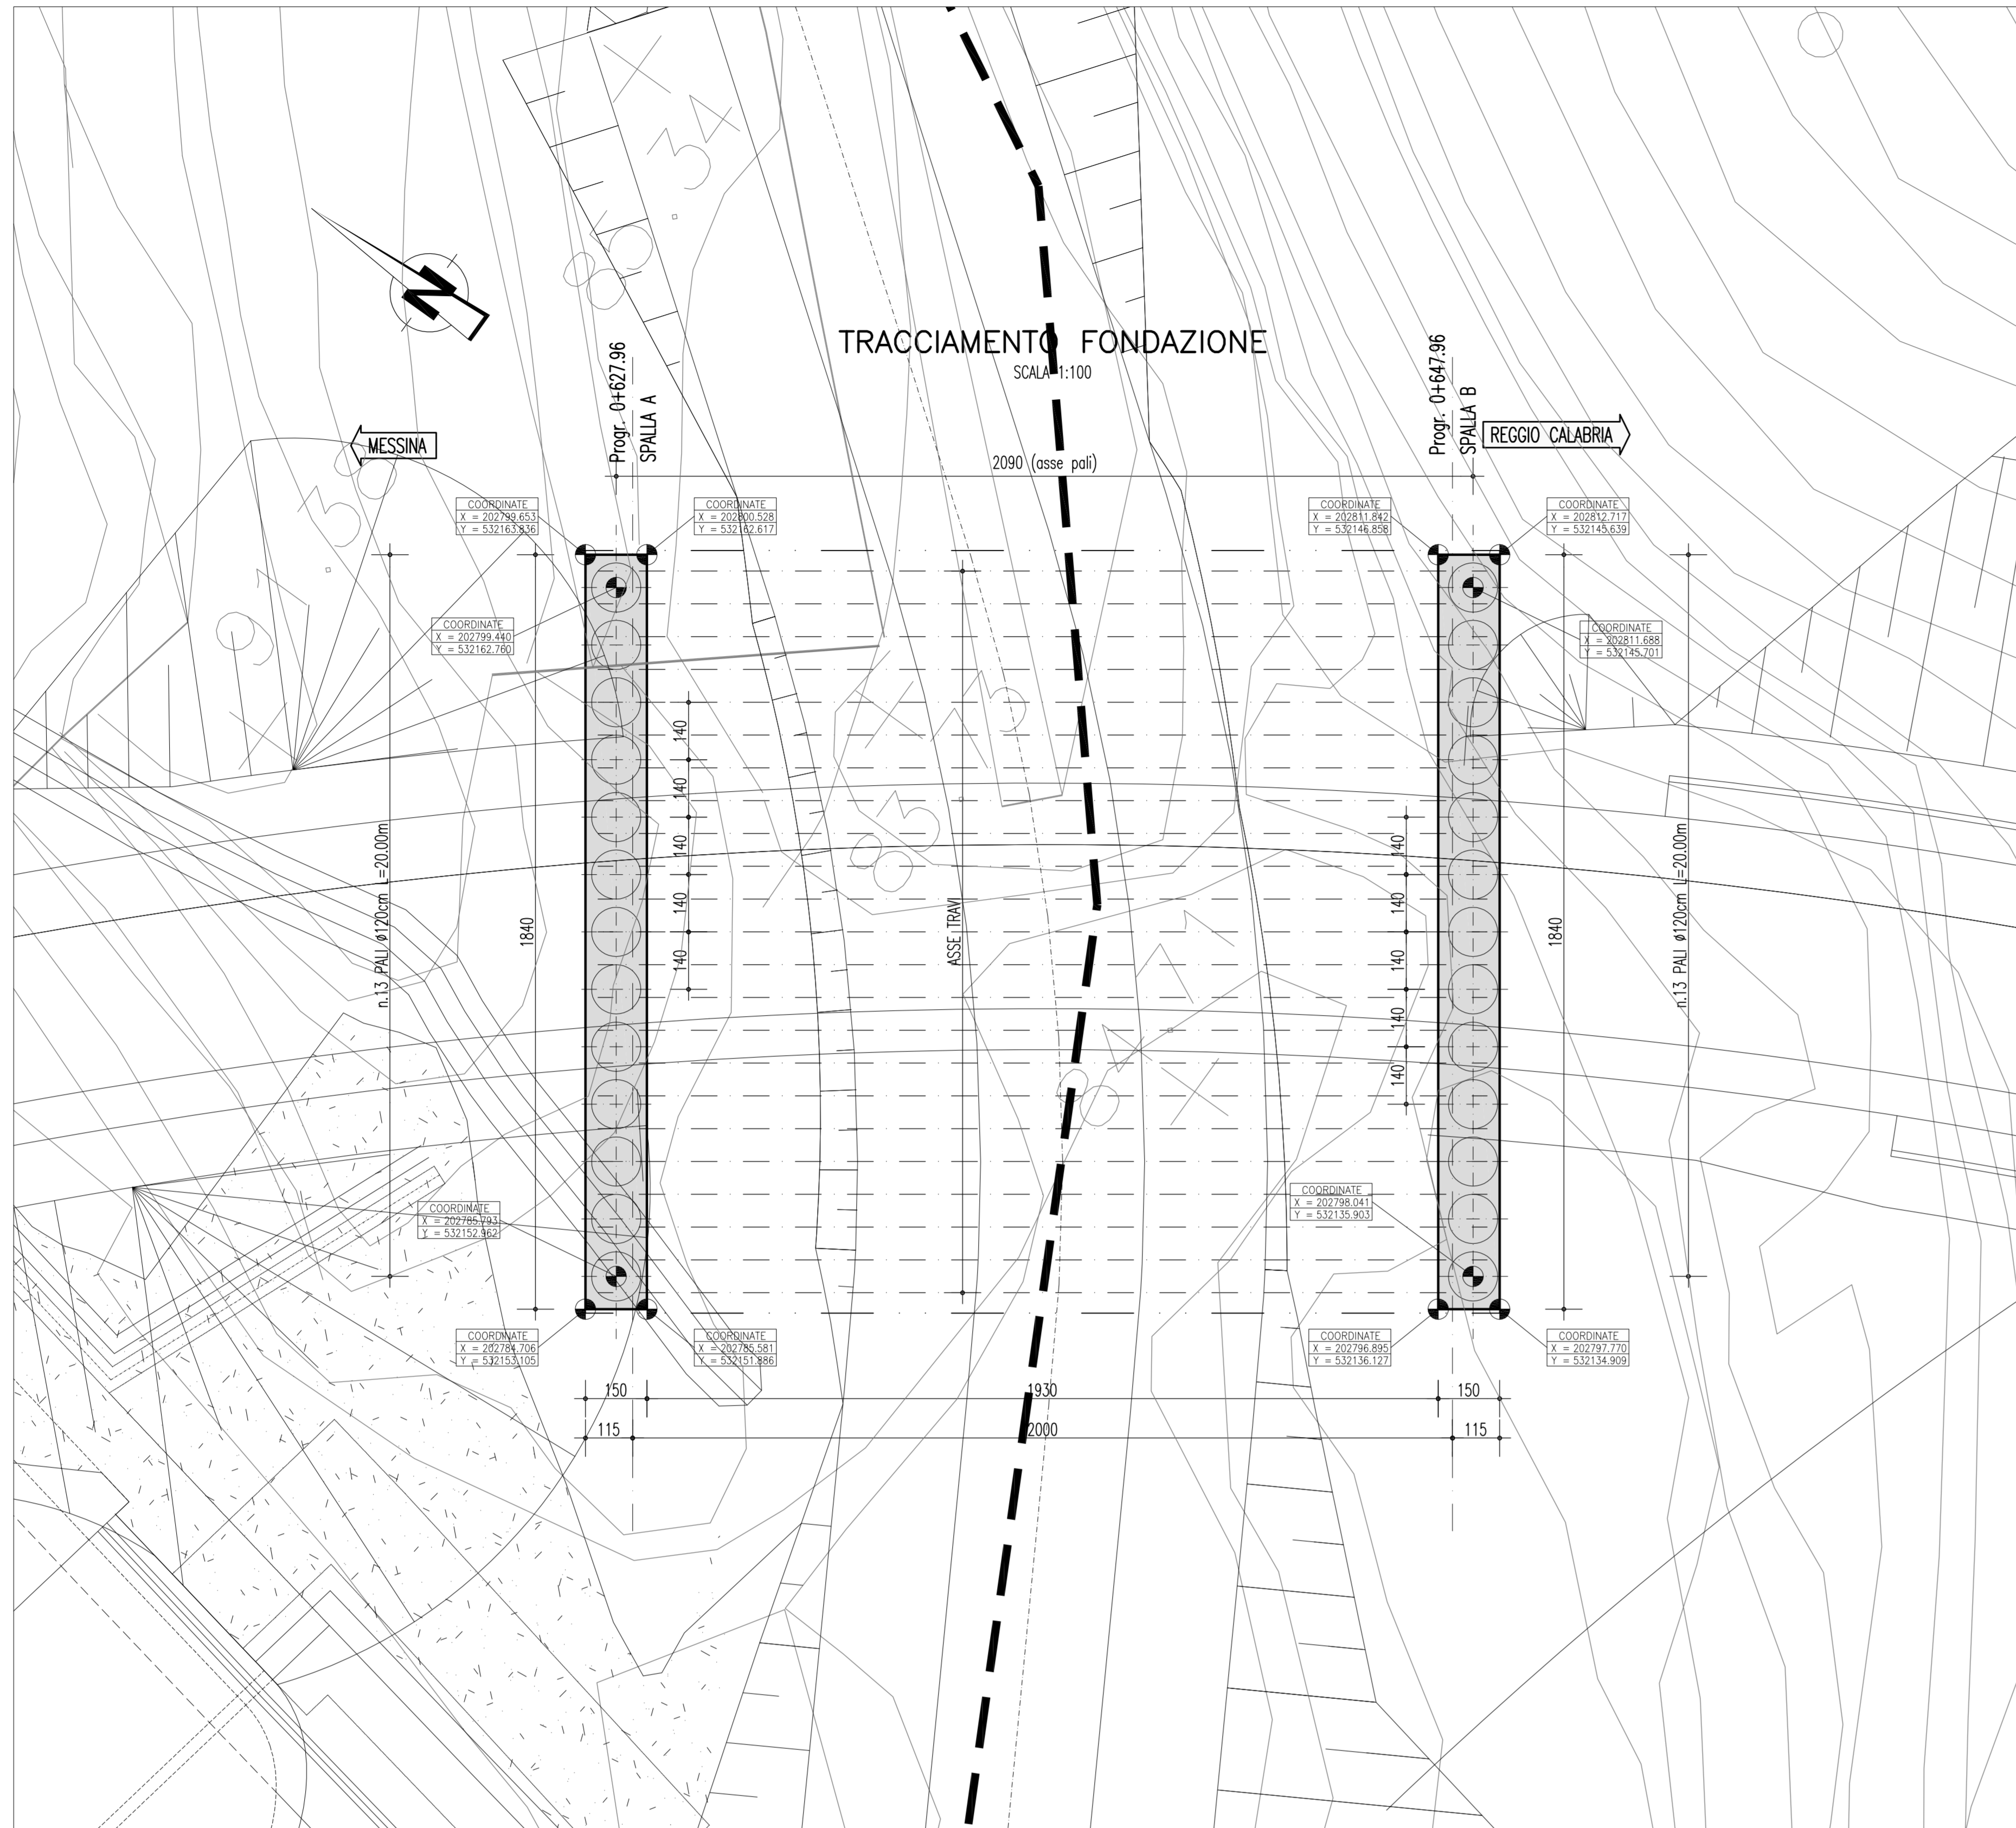 85.34
N
TRACCIAMENTO FONDAZIONE
SCALA 1:100
Progr. 0+627.96
SPALLA A
Progr. 0+647.96
SPALLA B
MESSINA
REGGIO CALABRIA
2090 (asse pali)
COORDINATE
X = 202799.653
Y = 532163.836
COORDINATE
X = 202800.528
Y = 532162.617
COORDINATE
X = 202811.842
Y = 532146.858
COORDINATE
X = 202812.717
Y = 532145.639
COORDINATE
X = 202799.440
Y = 532162.760
COORDINATE
X = 202811.688
Y = 532145.701
140
140
140
140
140
140
140
140
n.13 PALI ø120cm L=20.00m
1840
ASSE TRAVI
1840
n.13 PALI ø120cm L=20.00m
COORDINATE
X = 202785.793
Y = 532152.962
COORDINATE
X = 202798.041
Y = 532135.903
COORDINATE
X = 202784.706
Y = 532153.105
COORDINATE
X = 202785.581
Y = 532151.886
COORDINATE
X = 202796.895
Y = 532136.127
COORDINATE
X = 202797.770
Y = 532134.909
150
1930
150
115
2000
115